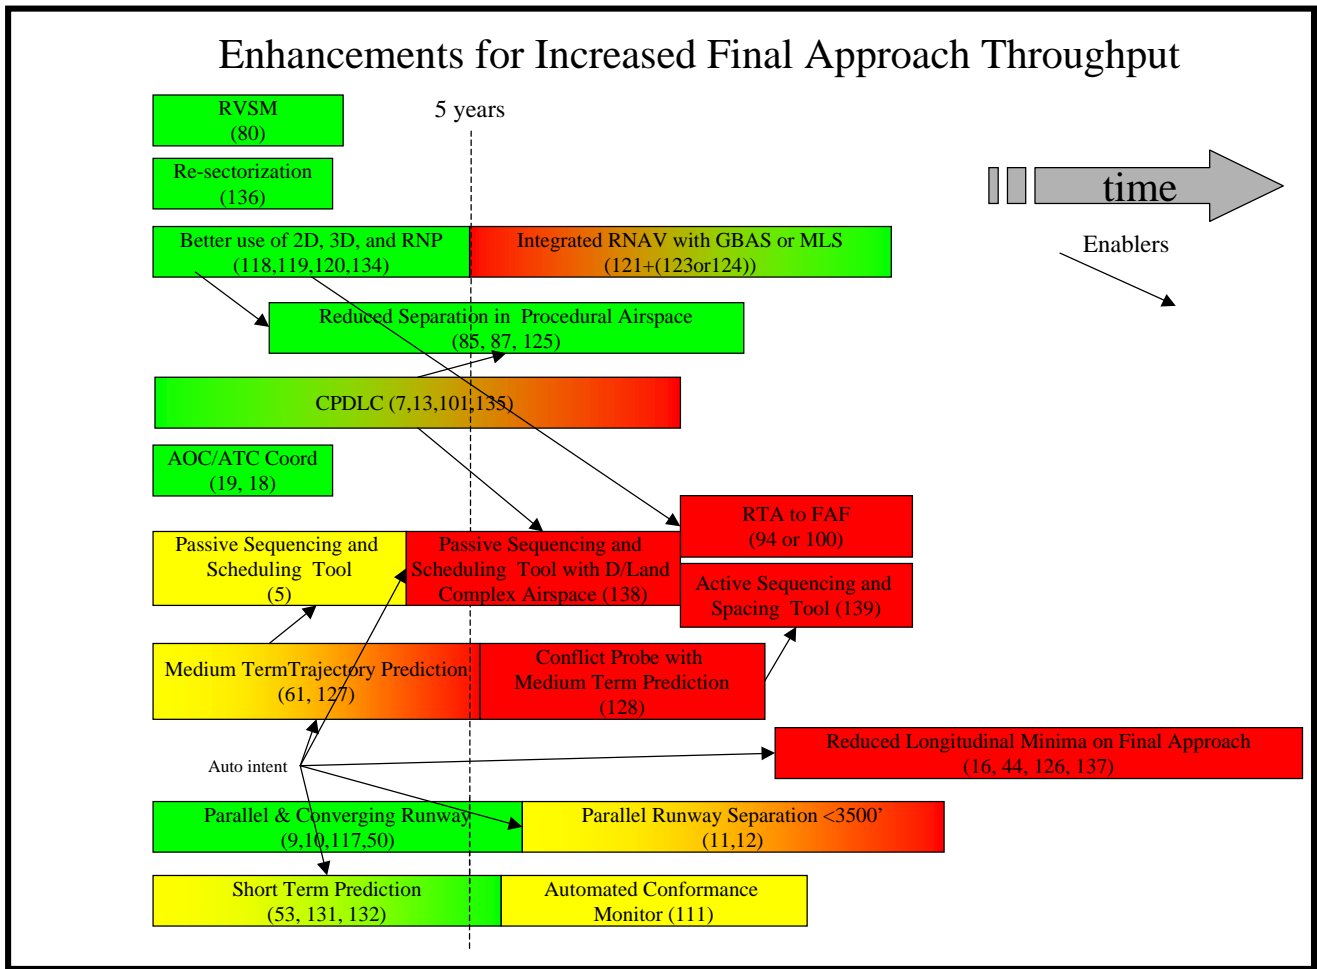 Enhancements for Increased Final Approach Throughput
RVSM
(80)
5 years
Re-sectorization
(136)
time
Better use of 2D, 3D, and RNP
(118,119,120,134)
Integrated RNAV with GBAS or MLS
(121+(123or124))
Enablers
Reduced Separation in  Procedural Airspace
(85, 87, 125)
CPDLC (7,13,101,135)
AOC/ATC Coord
(19, 18)
RTA to FAF
(94 or 100)
Passive Sequencing and
Scheduling  Tool
(5)
Passive Sequencing and
Scheduling  Tool with D/Land
Complex Airspace (138)
Active Sequencing and
Spacing  Tool (139)
Medium TermTrajectory Prediction
(61, 127)
Conflict Probe with
Medium Term Prediction
(128)
Reduced Longitudinal Minima on Final Approach
(16, 44, 126, 137)
Auto intent
Parallel & Converging Runway
(9,10,117,50)
Parallel Runway Separation <3500’
(11,12)
Short Term Prediction
(53, 131, 132)
Automated Conformance
Monitor (111)